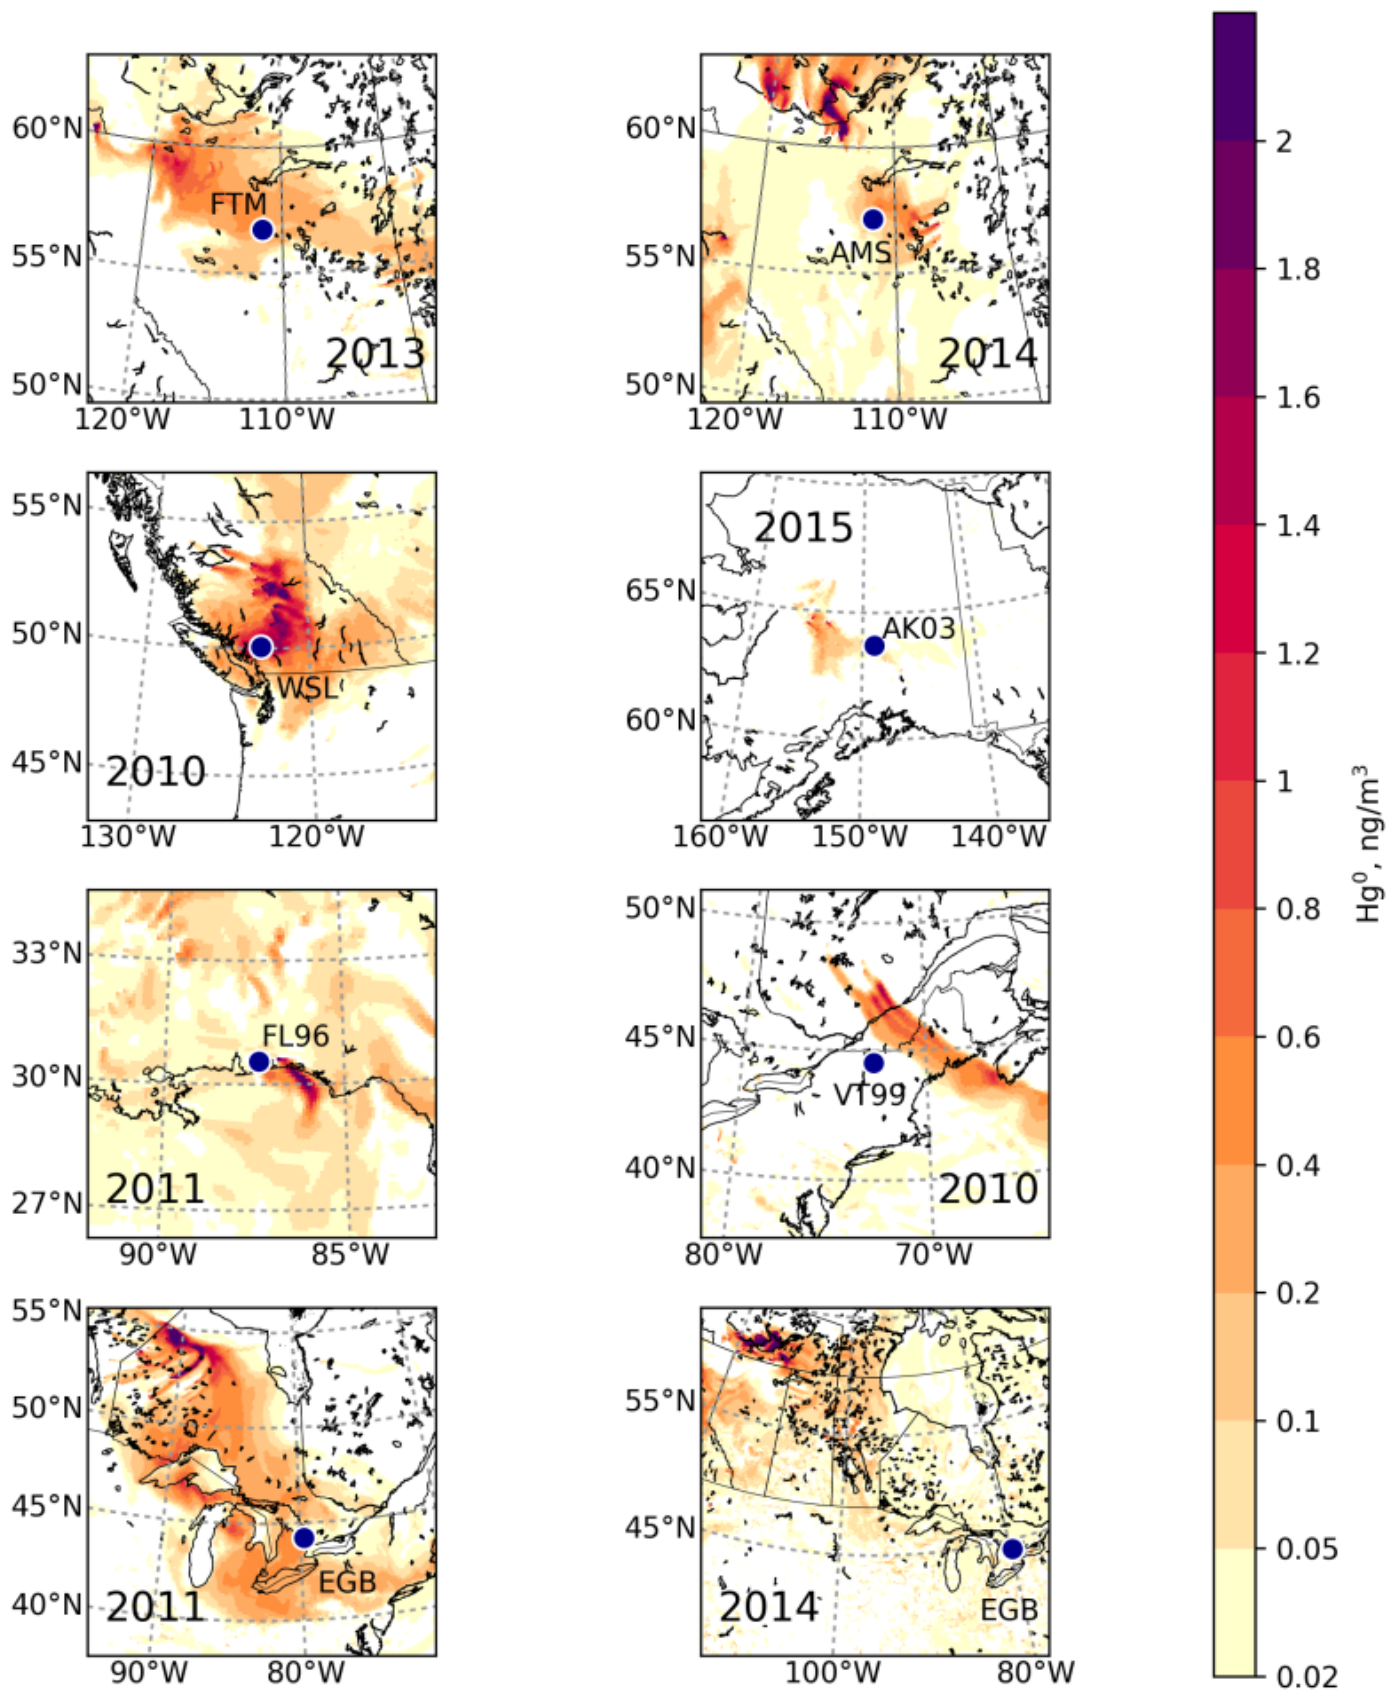 60°N
55°N
50°N
120°W
110°W
FTM
2013
60°N
55°N
50°N
120°W
110°W
AMS
2014
55°N
50°N
45°N
130°W
120°W
WSL
2010
65°N
60°N
160°W
150°W
140°W
2015
AK03
33°N
30°N
27°N
90°W
85°W
FL96
2011
50°N
45°N
40°N
80°W
70°W
VT99
2010
55°N
50°N
45°N
40°N
90°W
80°W
EGB
2011
55°N
45°N
100°W
80°W
2014
EGB
2
1.8
1.6
1.4
1.2
1
0.8
0.6
0.4
0.2
0.1
0.05
0.02
Hg⁰, ng/m³